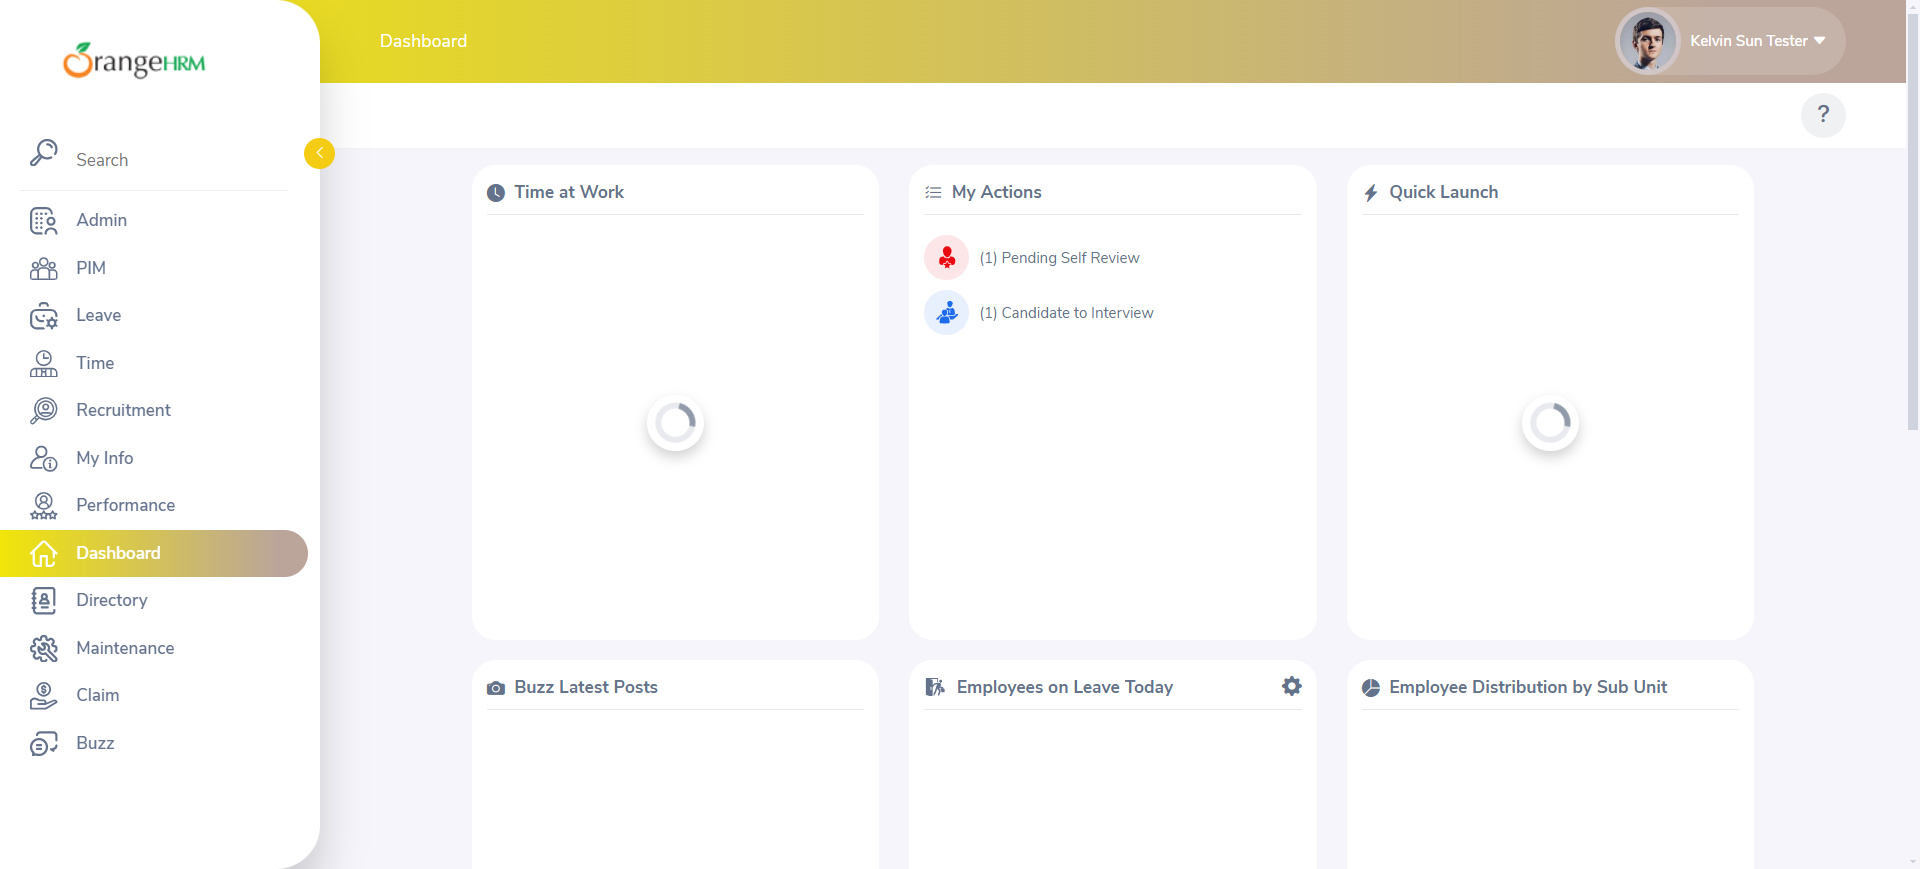 OrangeHRM
Dashboard
Kelvin Sun Tester
?
Search
Admin
PIM
Leave
Time
Recruitment
My Info
Performance
Dashboard
Directory
Maintenance
Claim
Buzz
Time at Work
My Actions
(1) Pending Self Review
(1) Candidate to Interview
Quick Launch
Buzz Latest Posts
Employees on Leave Today
Employee Distribution by Sub Unit